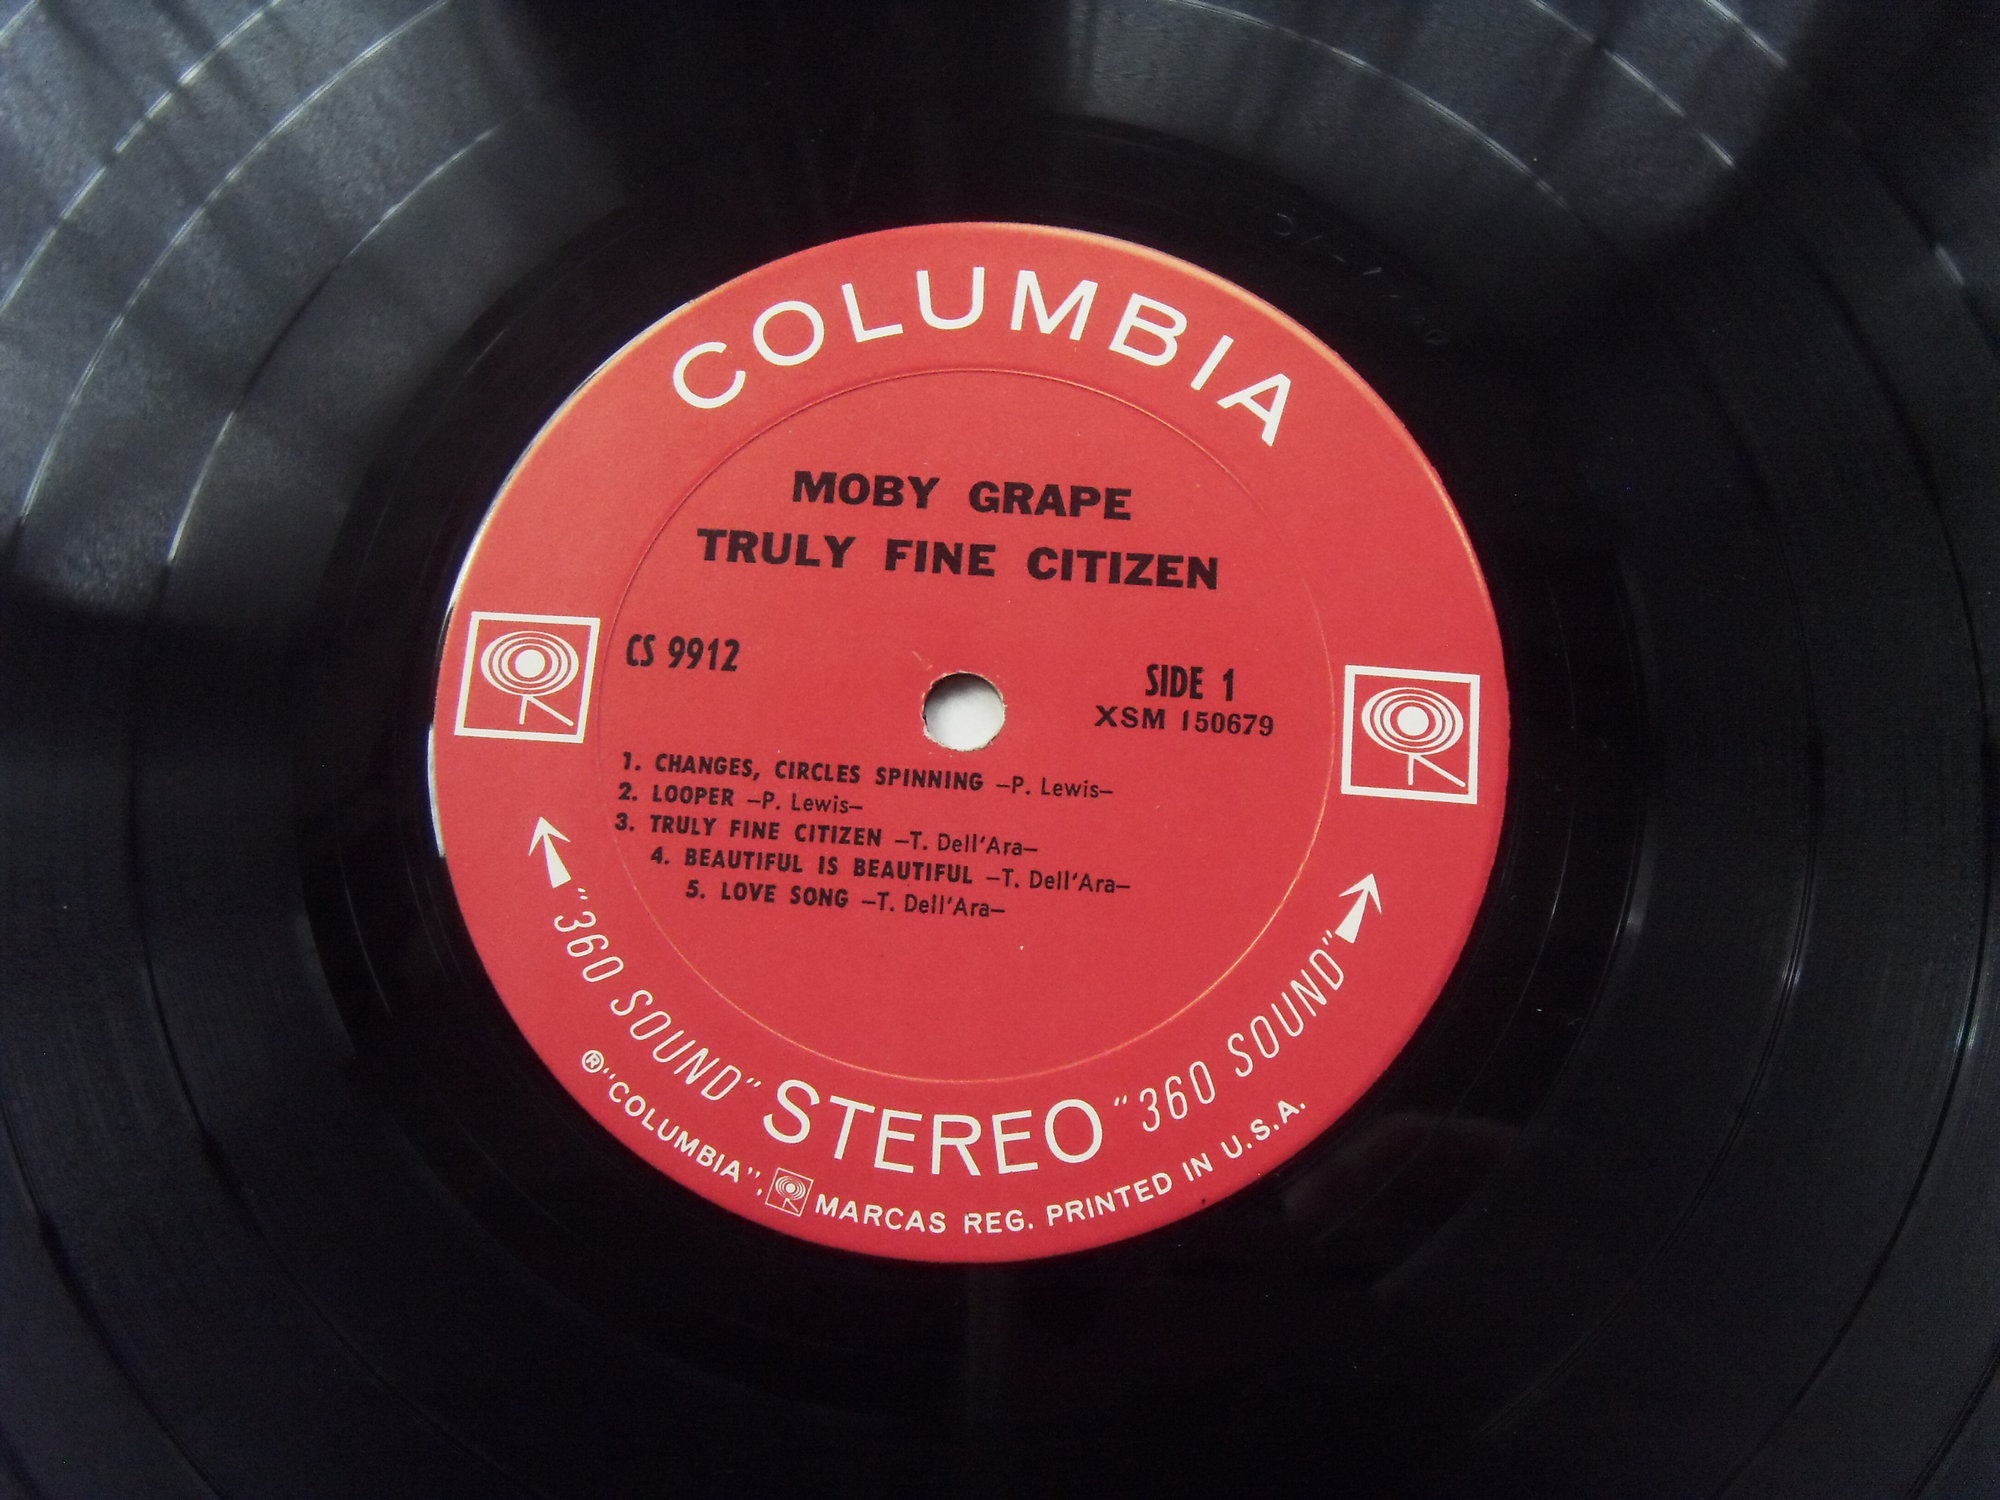 COLUMBIA
MOBY GRAPE
TRULY FINE CITIZEN
CS 9912
SIDE 1
XSM 150679
1. CHANGES, CIRCLES SPINNING —P. Lewis—
2. LOOPER —P. Lewis—
3. TRULY FINE CITIZEN —T. Dell'Ara—
4. BEAUTIFUL IS BEAUTIFUL —T. Dell'Ara—
5. LOVE SONG —T. Dell'Ara—
"360 SOUND" STEREO "360 SOUND"
® "COLUMBIA", MARCAS REG. PRINTED IN U.S.A.